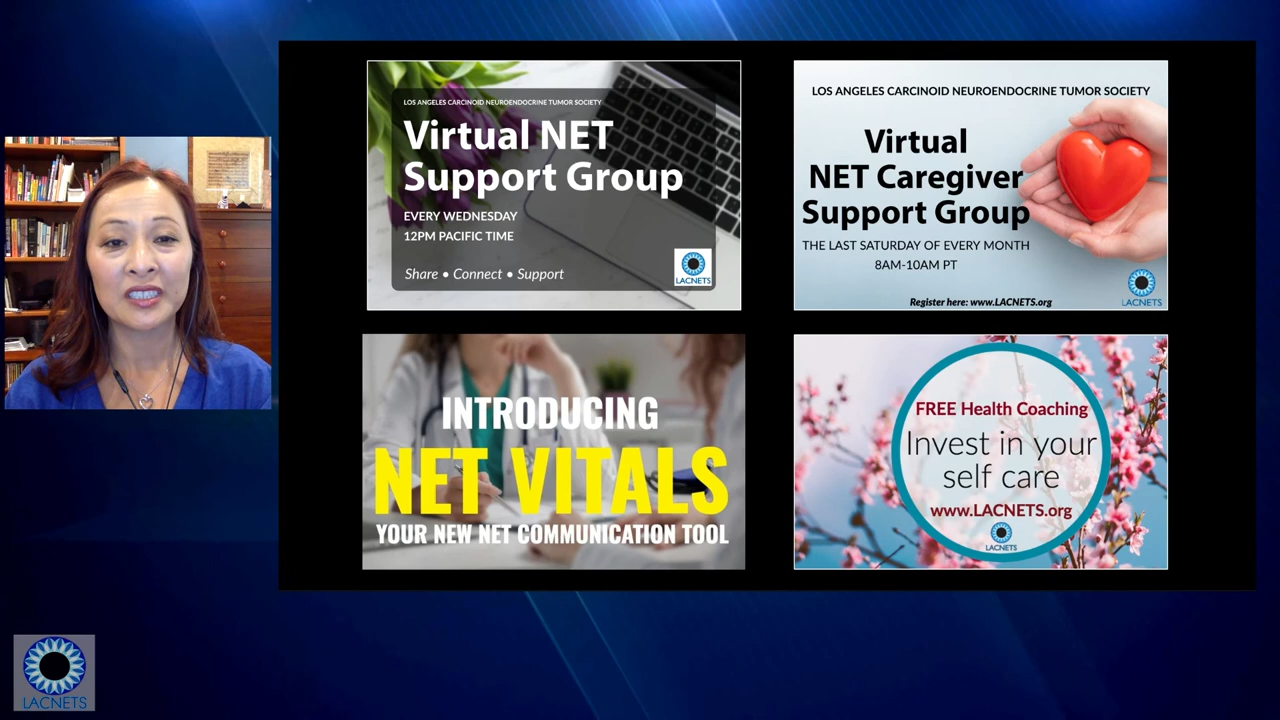 LOS ANGELES CARCINOID NEUROENDOCRINE TUMOR SOCIETY
Virtual NET
Support Group
EVERY WEDNESDAY
12PM PACIFIC TIME
Share • Connect • Support
LACNETS
LOS ANGELES CARCINOID NEUROENDOCRINE TUMOR SOCIETY
Virtual
NET Caregiver
Support Group
THE LAST SATURDAY OF EVERY MONTH
8AM-10AM PT
Register here: www.LACNETS.org
LACNETS
INTRODUCING
NET VITALS
YOUR NEW NET COMMUNICATION TOOL
FREE Health Coaching
Invest in your
self care
www.LACNETS.org
LACNETS
LACNETS